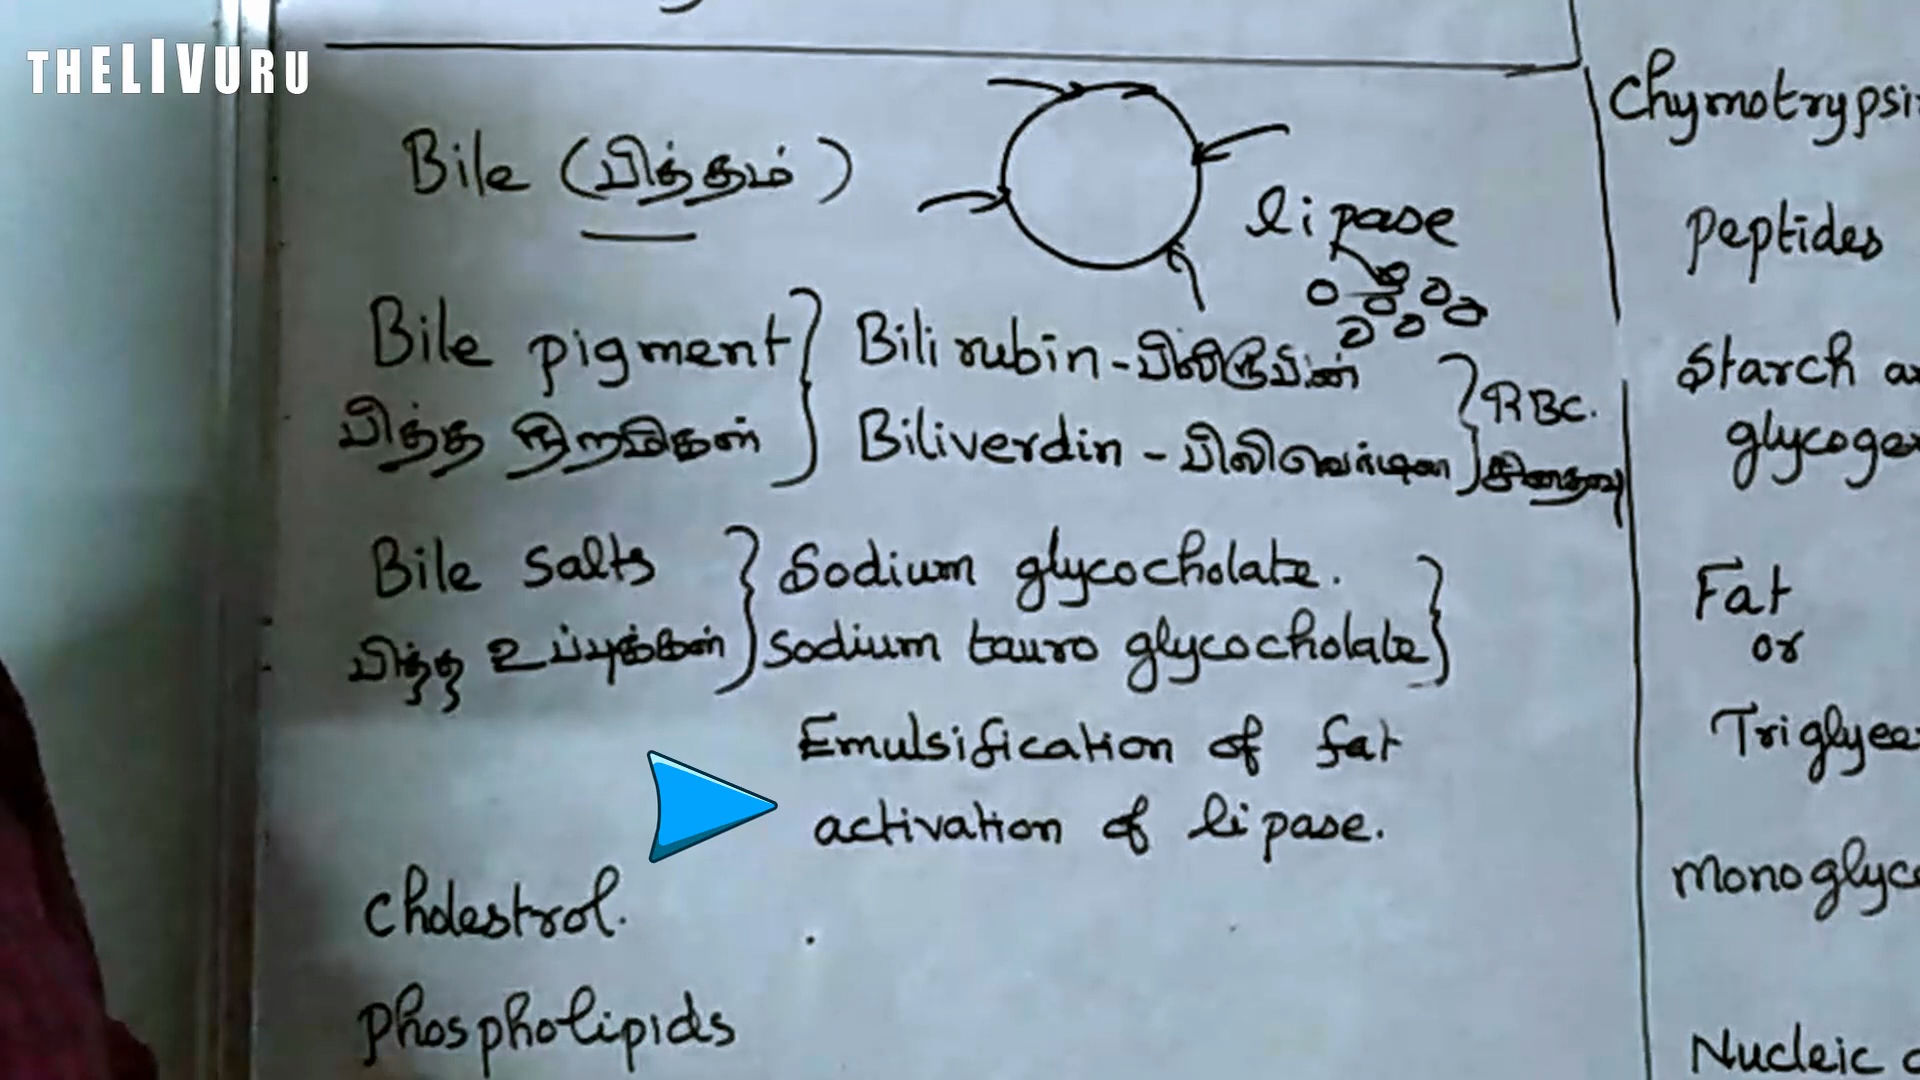 THELIVURU
Bile (பித்தம்)
lipase
Bile pigment } Bilirubin - பிலிருபின்
பித்த நிறமிகள் Biliverdin - பிலிவெர்டின் } RBC. சிதைவு
Bile salts } Sodium glycocholate.
பித்த உப்புக்கள் Sodium tauro glycocholate }
Emulsification of fat
activation of lipase.
Cholestrol.
Phospholipids
Chymotrypsi
Peptides
Starch a
glycoge
Fat
or
Triglyce
Monoglyc
Nucleic